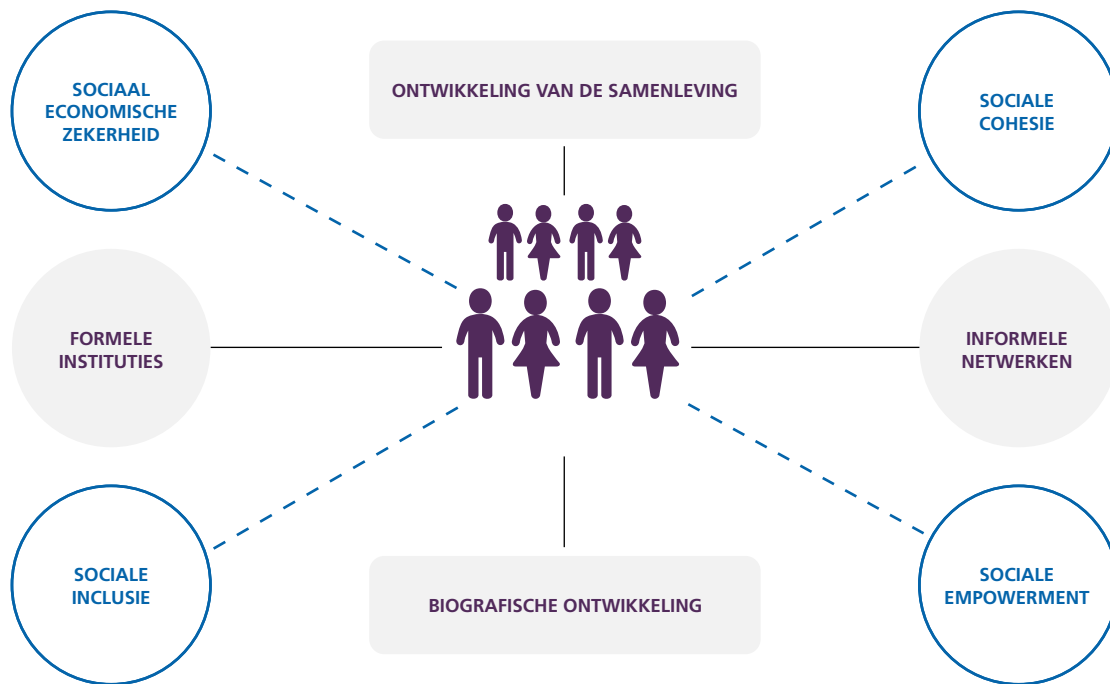 SOCIAAL
ECONOMISCHE
ZEKERHEID
ONTWIKKELING VAN DE SAMENLEVING
SOCIALE
COHESIE
FORMELE
INSTITUTIES
INFORMELE
NETWERKEN
SOCIALE
INCLUSIE
BIOGRAFISCHE ONTWIKKELING
SOCIALE
EMPOWERMENT